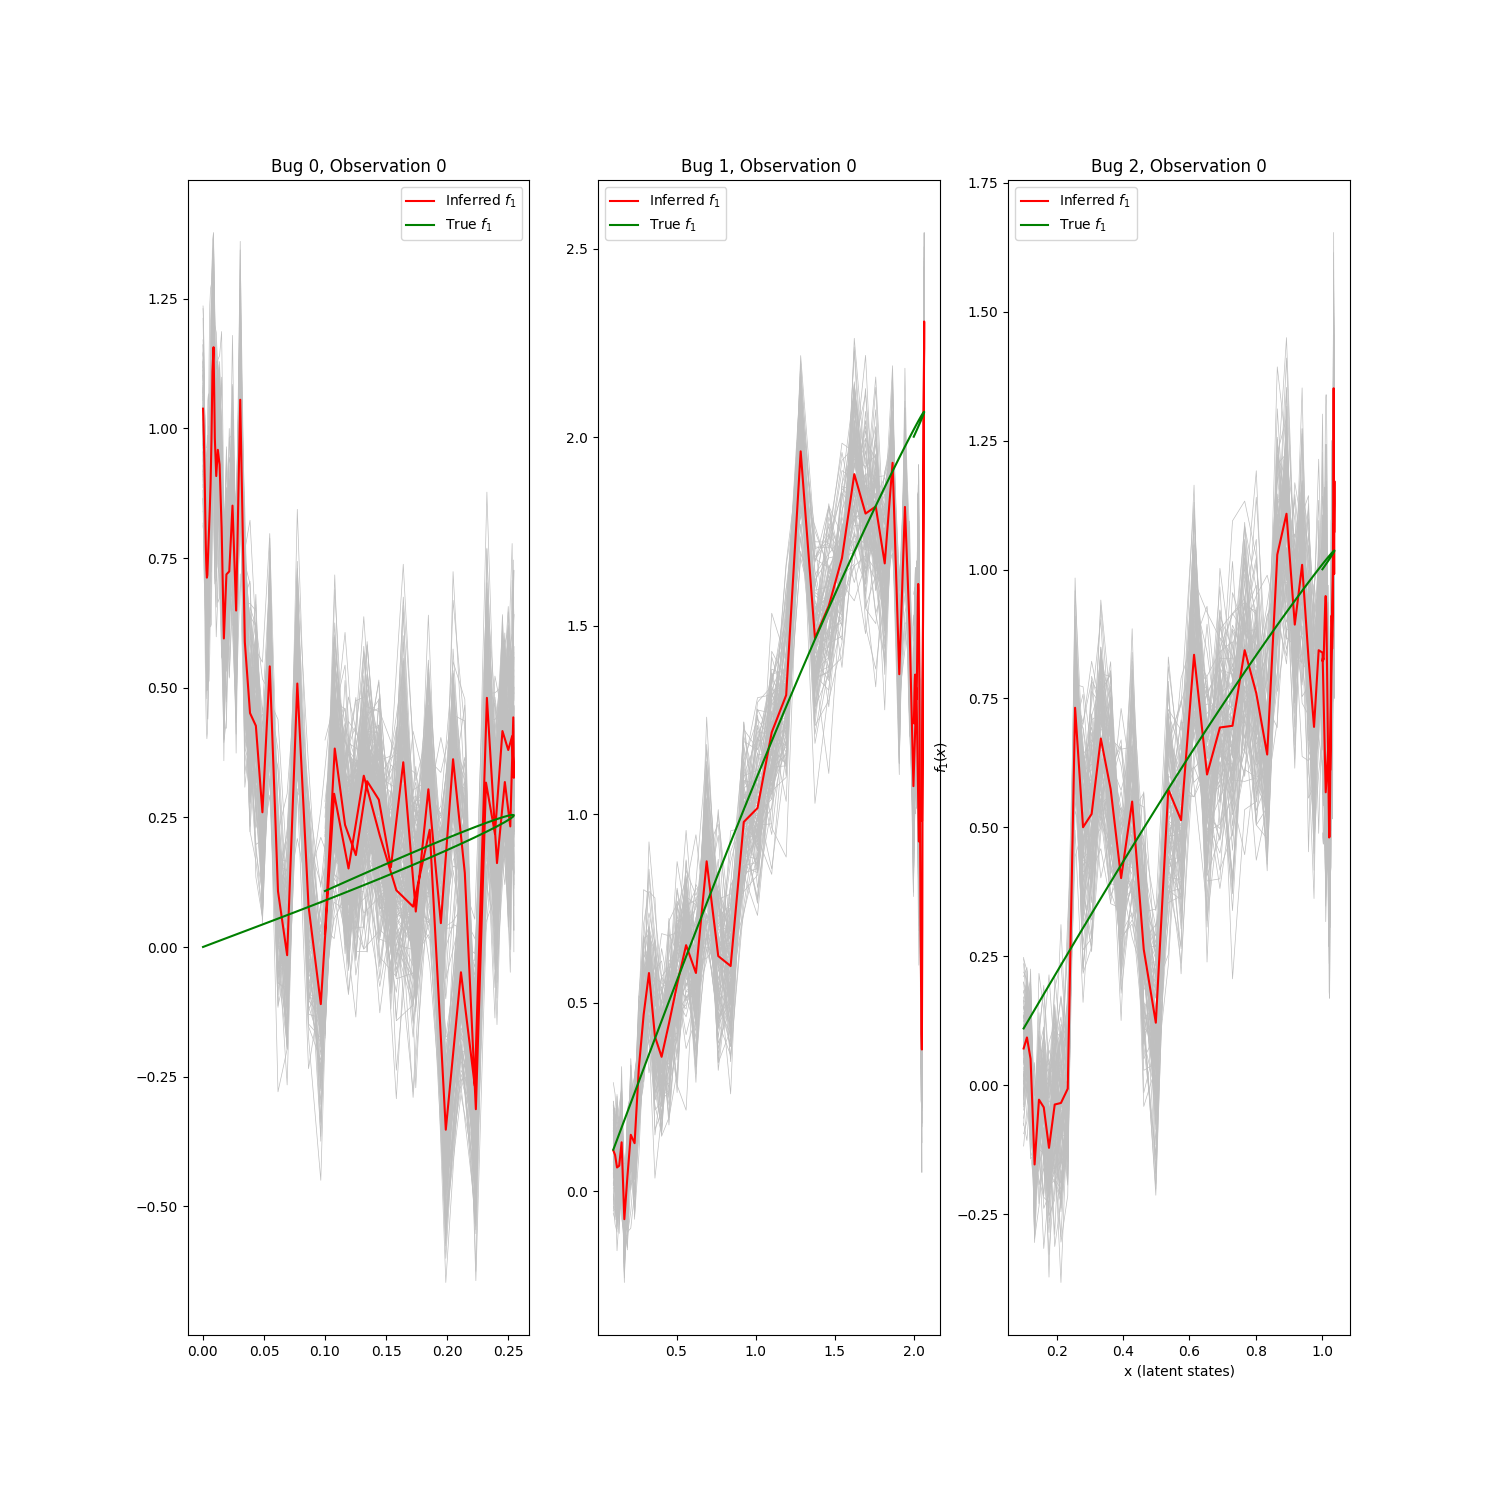 Bug 0, Observation 0
Inferred f₁
True f₁
1.25
1.00
0.75
0.50
0.25
0.00
−0.25
−0.50
0.00 0.05 0.10 0.15 0.20 0.25
Bug 1, Observation 0
Inferred f₁
True f₁
2.5
2.0
1.5
1.0
0.5
0.0
0.5 1.0 1.5 2.0
Bug 2, Observation 0
Inferred f₁
True f₁
f₁(x)
1.75
1.50
1.25
1.00
0.75
0.50
0.25
0.00
−0.25
0.2 0.4 0.6 0.8 1.0
x (latent states)